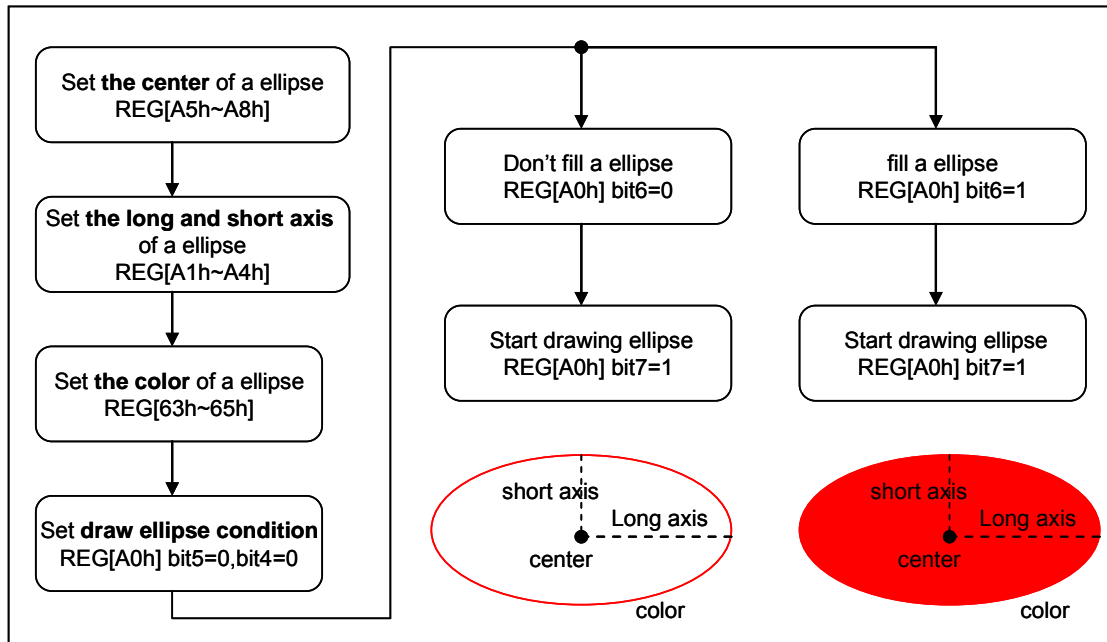 Set the center of a ellipse
REG[A5h~A8h]
Set the long and short axis
of a ellipse
REG[A1h~A4h]
Set the color of a ellipse
REG[63h~65h]
Set draw ellipse condition
REG[A0h] bit5=0,bit4=0
Don't fill a ellipse
REG[A0h] bit6=0
Start drawing ellipse
REG[A0h] bit7=1
short axis
Long axis
center
color
fill a ellipse
REG[A0h] bit6=1
Start drawing ellipse
REG[A0h] bit7=1
short axis
Long axis
center
color